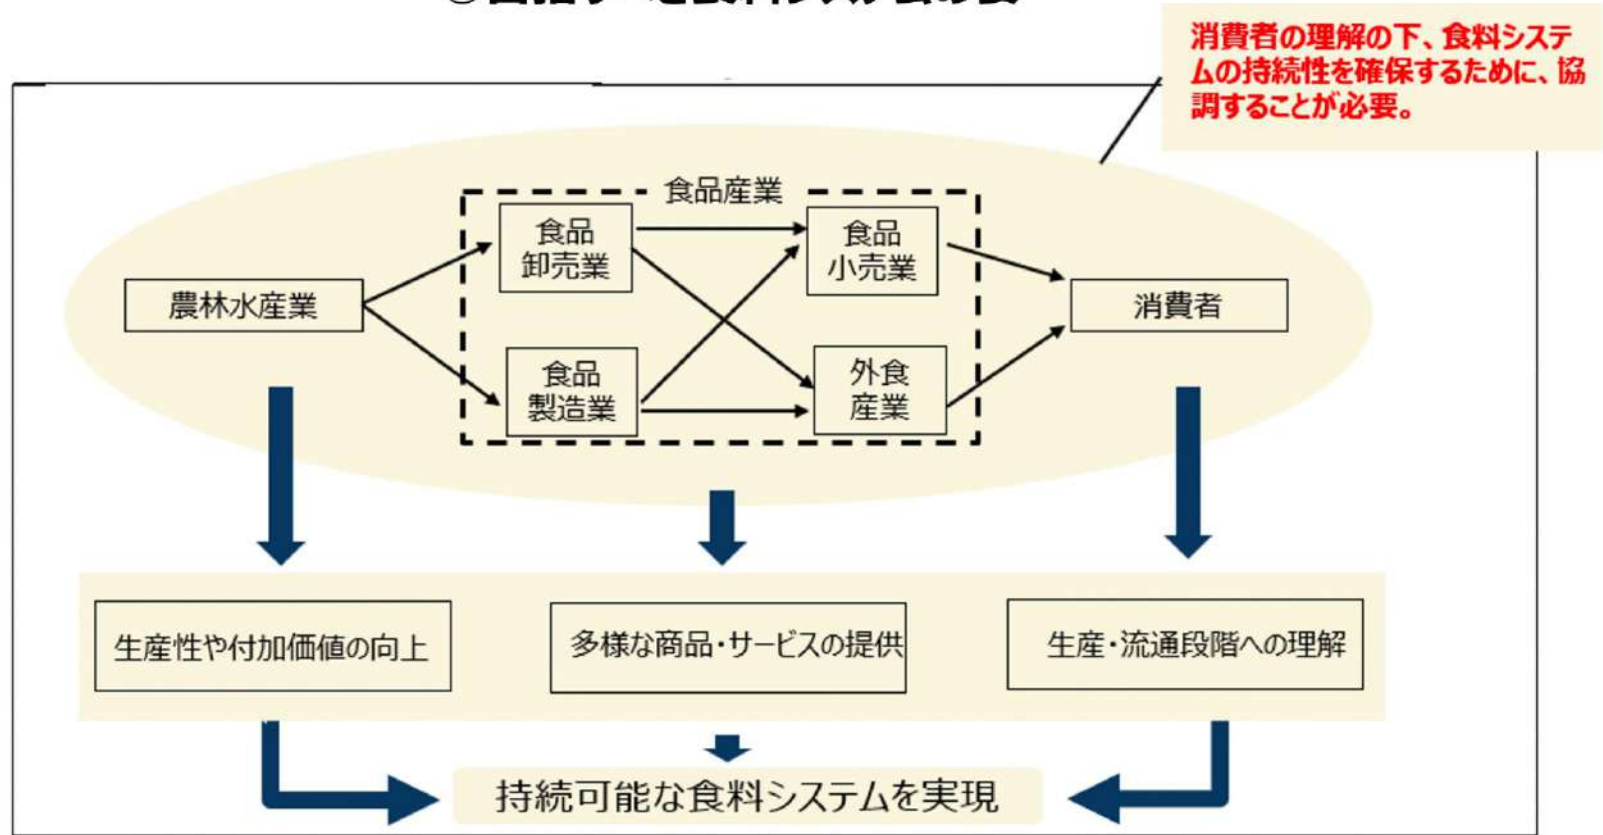 消費者の理解の下、食料システ
ムの持続性を確保するために、協
調することが必要。
食品産業
食品
卸売業
食品
小売業
農林水産業
消費者
食品
製造業
外食
産業
生産性や付加価値の向上
多様な商品・サービスの提供
生産・流通段階への理解
持続可能な食料システムを実現